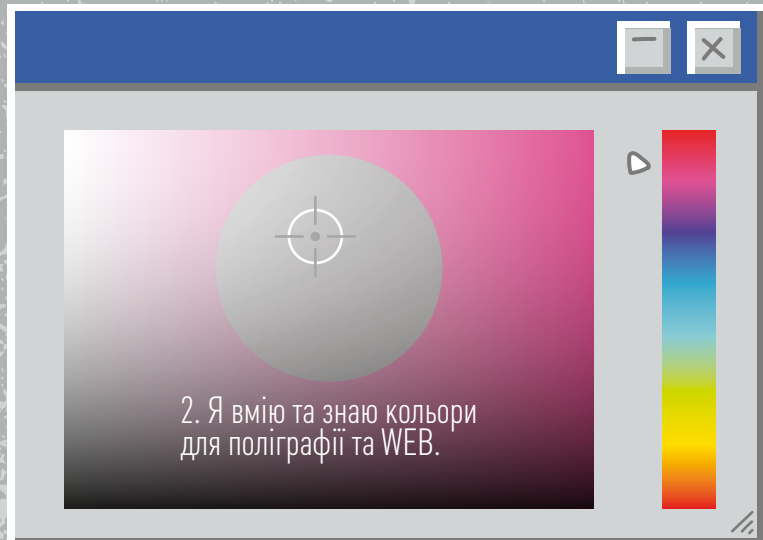 2. Я вмію та знаю кольори
для поліграфії та WEB.